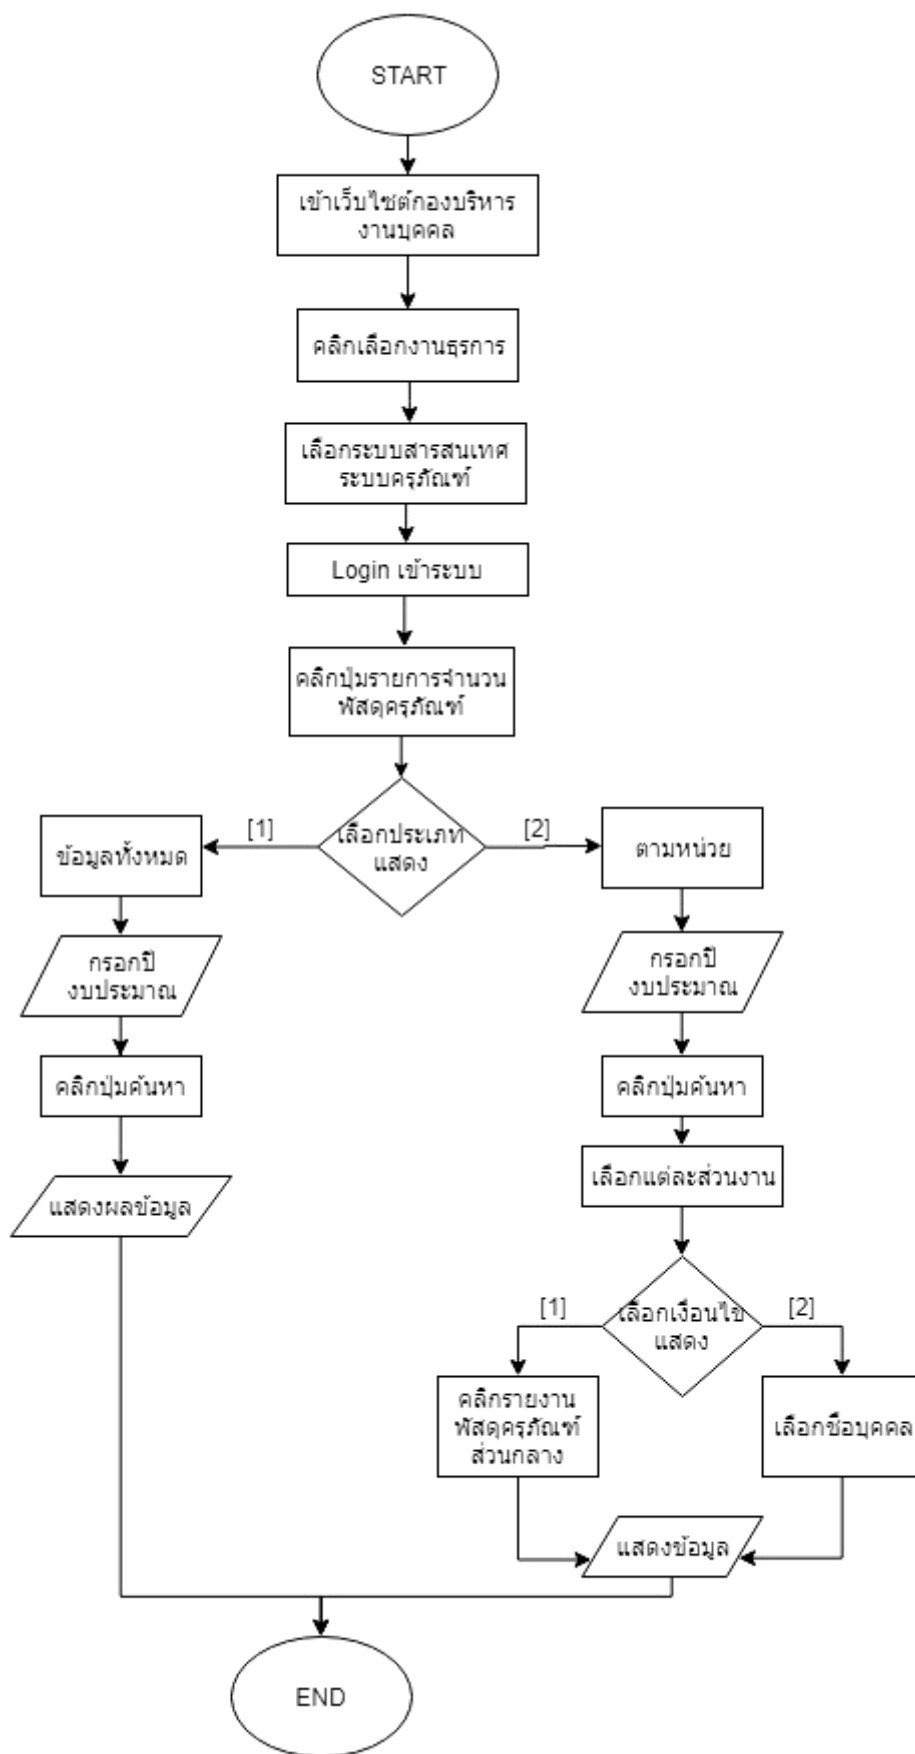 START
เข้าเว็บไซต์กองบริหาร
งานบุคคล
คลิกเลือกงานธุรการ
เลือกระบบสารสนเทศ
ระบบครุภัณฑ์
Login เข้าระบบ
คลิกปุ่มรายการจำนวน
พัสดุครุภัณฑ์
เลือกประเภท
แสดง
[1]
[2]
ข้อมูลทั้งหมด
กรอกปี
งบประมาณ
คลิกปุ่มค้นหา
แสดงผลข้อมูล
ตามหน่วย
กรอกปี
งบประมาณ
คลิกปุ่มค้นหา
เลือกแต่ละส่วนงาน
เลือกเงื่อนไข
แสดง
[1]
[2]
คลิกรายงาน
พัสดุครุภัณฑ์
ส่วนกลาง
เลือกชื่อบุคคล
แสดงข้อมูล
END